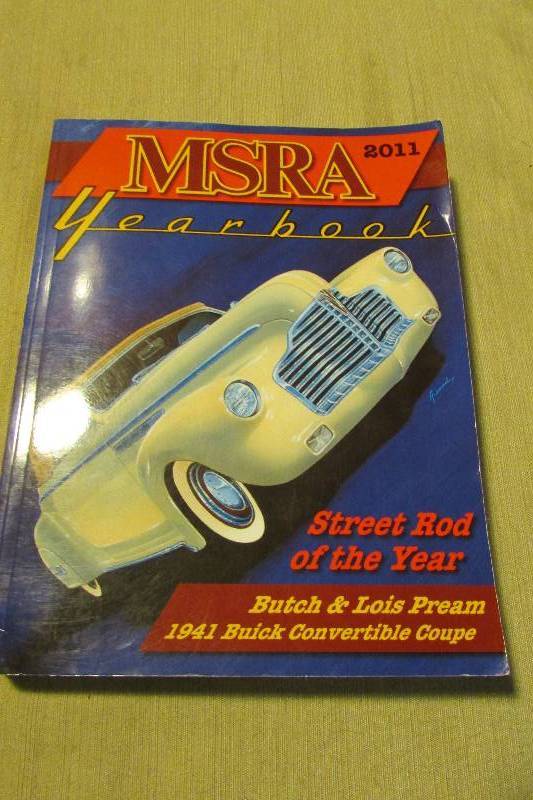 MSRA 2011
Yearbook
Street Rod
of the Year
Butch & Lois Pream
1941 Buick Convertible Coupe